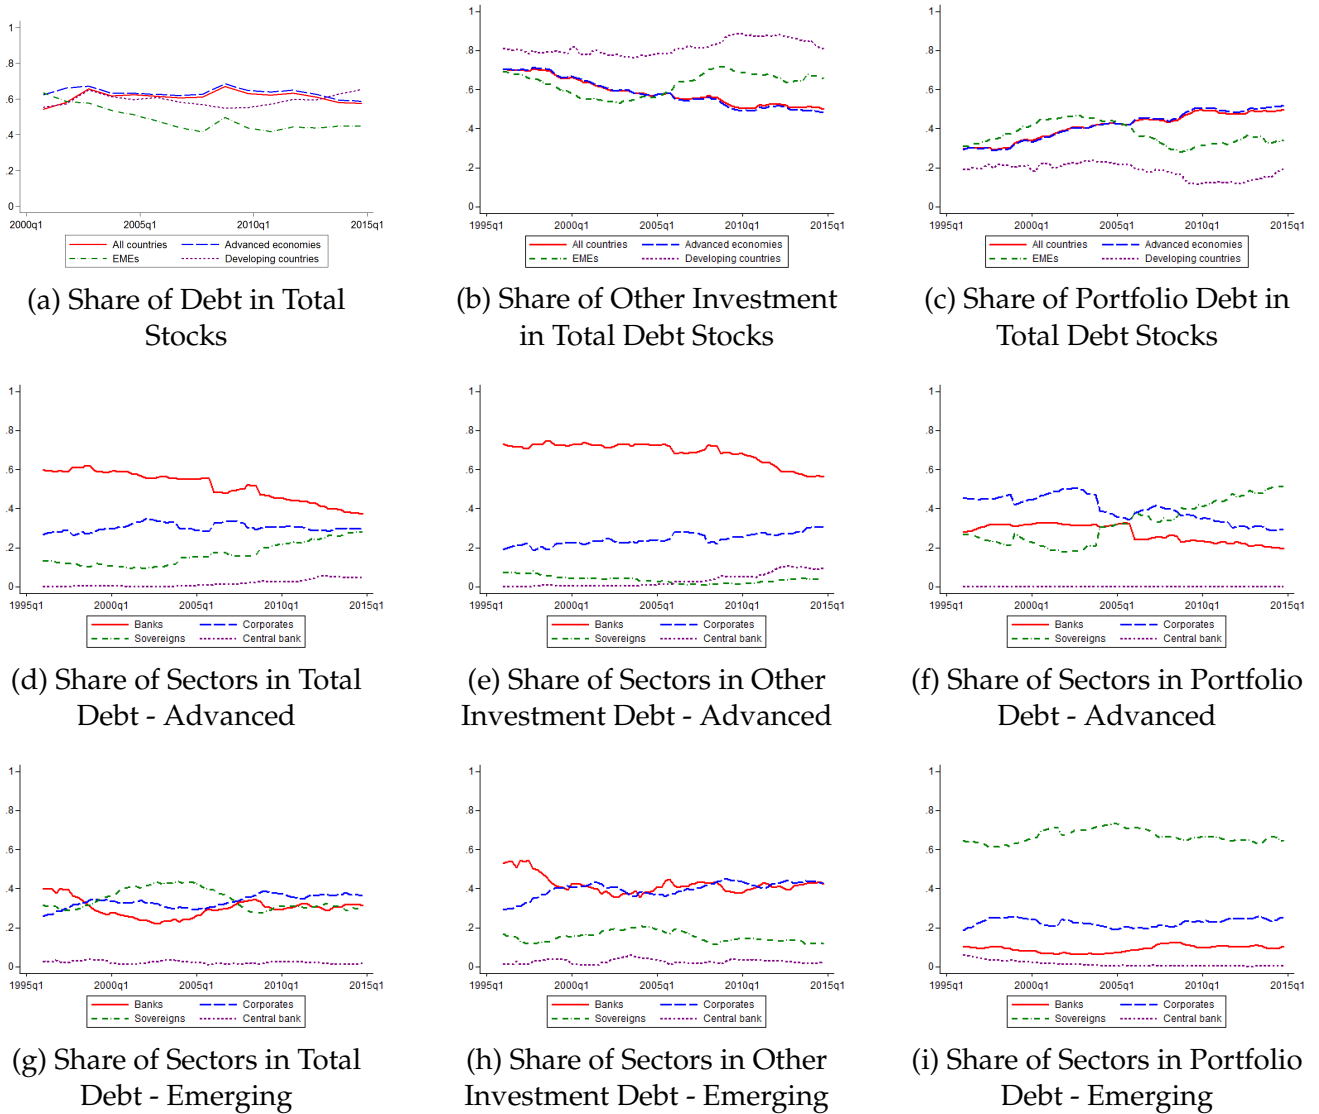 1
.8
.6
.4
.2
0
2000q1 2005q1 2010q1 2015q1
All countries Advanced economies
EMEs Developing countries
(a) Share of Debt in Total
Stocks
1
.8
.6
.4
.2
0
1995q1 2000q1 2005q1 2010q1 2015q1
All countries Advanced economies
EMEs Developing countries
(b) Share of Other Investment
in Total Debt Stocks
1
.8
.6
.4
.2
0
1995q1 2000q1 2005q1 2010q1 2015q1
All countries Advanced economies
EMEs Developing countries
(c) Share of Portfolio Debt in
Total Debt Stocks
1
.8
.6
.4
.2
0
1995q1 2000q1 2005q1 2010q1 2015q1
Banks Corporates
Sovereigns Central bank
(d) Share of Sectors in Total
Debt - Advanced
1
.8
.6
.4
.2
0
1995q1 2000q1 2005q1 2010q1 2015q1
Banks Corporates
Sovereigns Central bank
(e) Share of Sectors in Other
Investment Debt - Advanced
1
.8
.6
.4
.2
0
1995q1 2000q1 2005q1 2010q1 2015q1
Banks Corporates
Sovereigns Central bank
(f) Share of Sectors in Portfolio
Debt - Advanced
1
.8
.6
.4
.2
0
1995q1 2000q1 2005q1 2010q1 2015q1
Banks Corporates
Sovereigns Central bank
(g) Share of Sectors in Total
Debt - Emerging
1
.8
.6
.4
.2
0
1995q1 2000q1 2005q1 2010q1 2015q1
Banks Corporates
Sovereigns Central bank
(h) Share of Sectors in Other
Investment Debt - Emerging
1
.8
.6
.4
.2
0
1995q1 2000q1 2005q1 2010q1 2015q1
Banks Corporates
Sovereigns Central bank
(i) Share of Sectors in Portfolio
Debt - Emerging